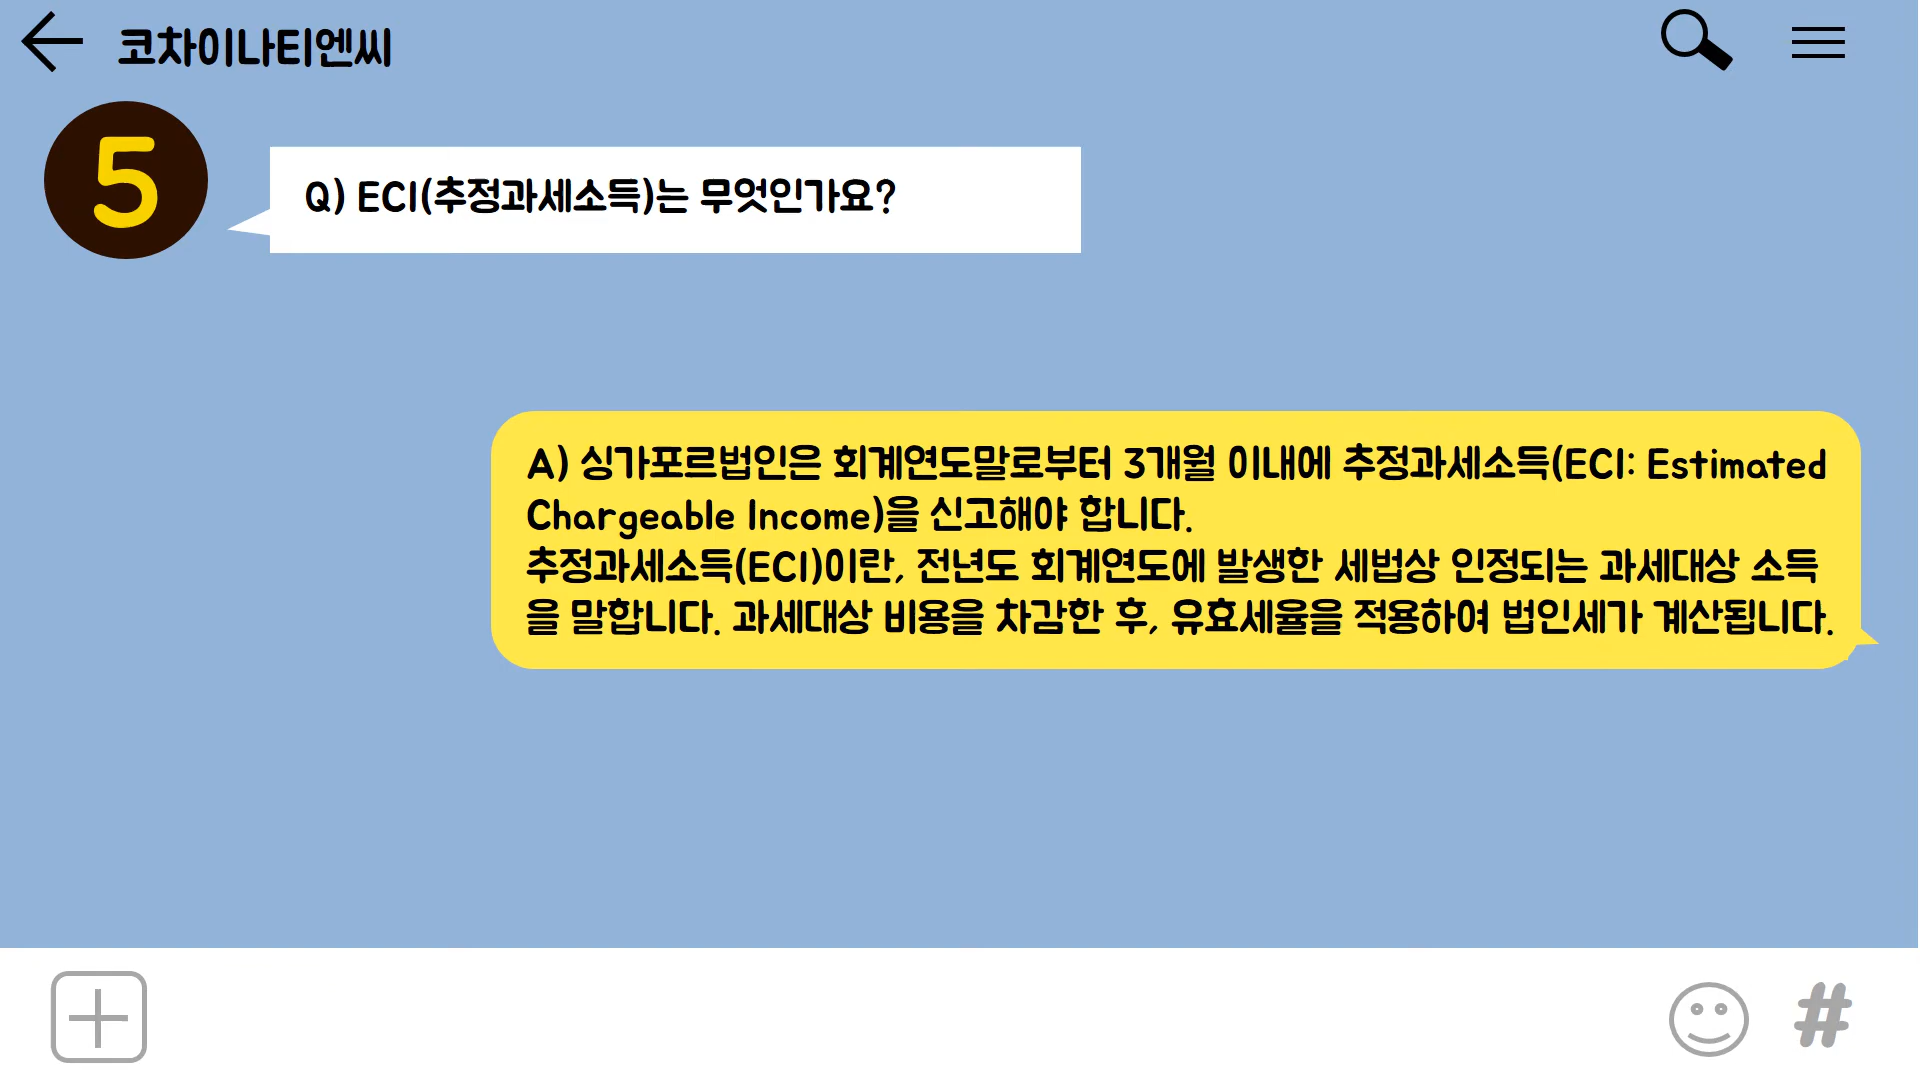 코차이나티엔씨
5
Q) ECI(추정과세소득)는 무엇인가요?
A) 싱가포르법인은 회계연도말로부터 3개월 이내에 추정과세소득(ECI: Estimated
Chargeable Income)을 신고해야 합니다.
추정과세소득(ECI)이란, 전년도 회계연도에 발생한 세법상 인정되는 과세대상 소득
을 말합니다. 과세대상 비용을 차감한 후, 유효세율을 적용하여 법인세가 계산됩니다.
#